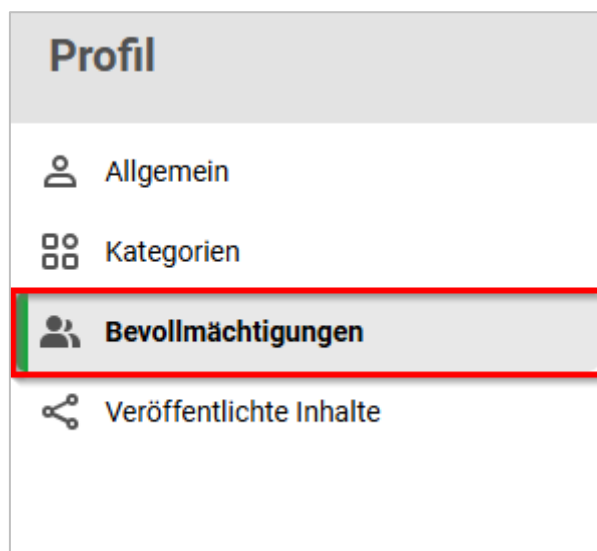 Profil
Allgemein
Kategorien
Bevollmächtigungen
Veröffentlichte Inhalte